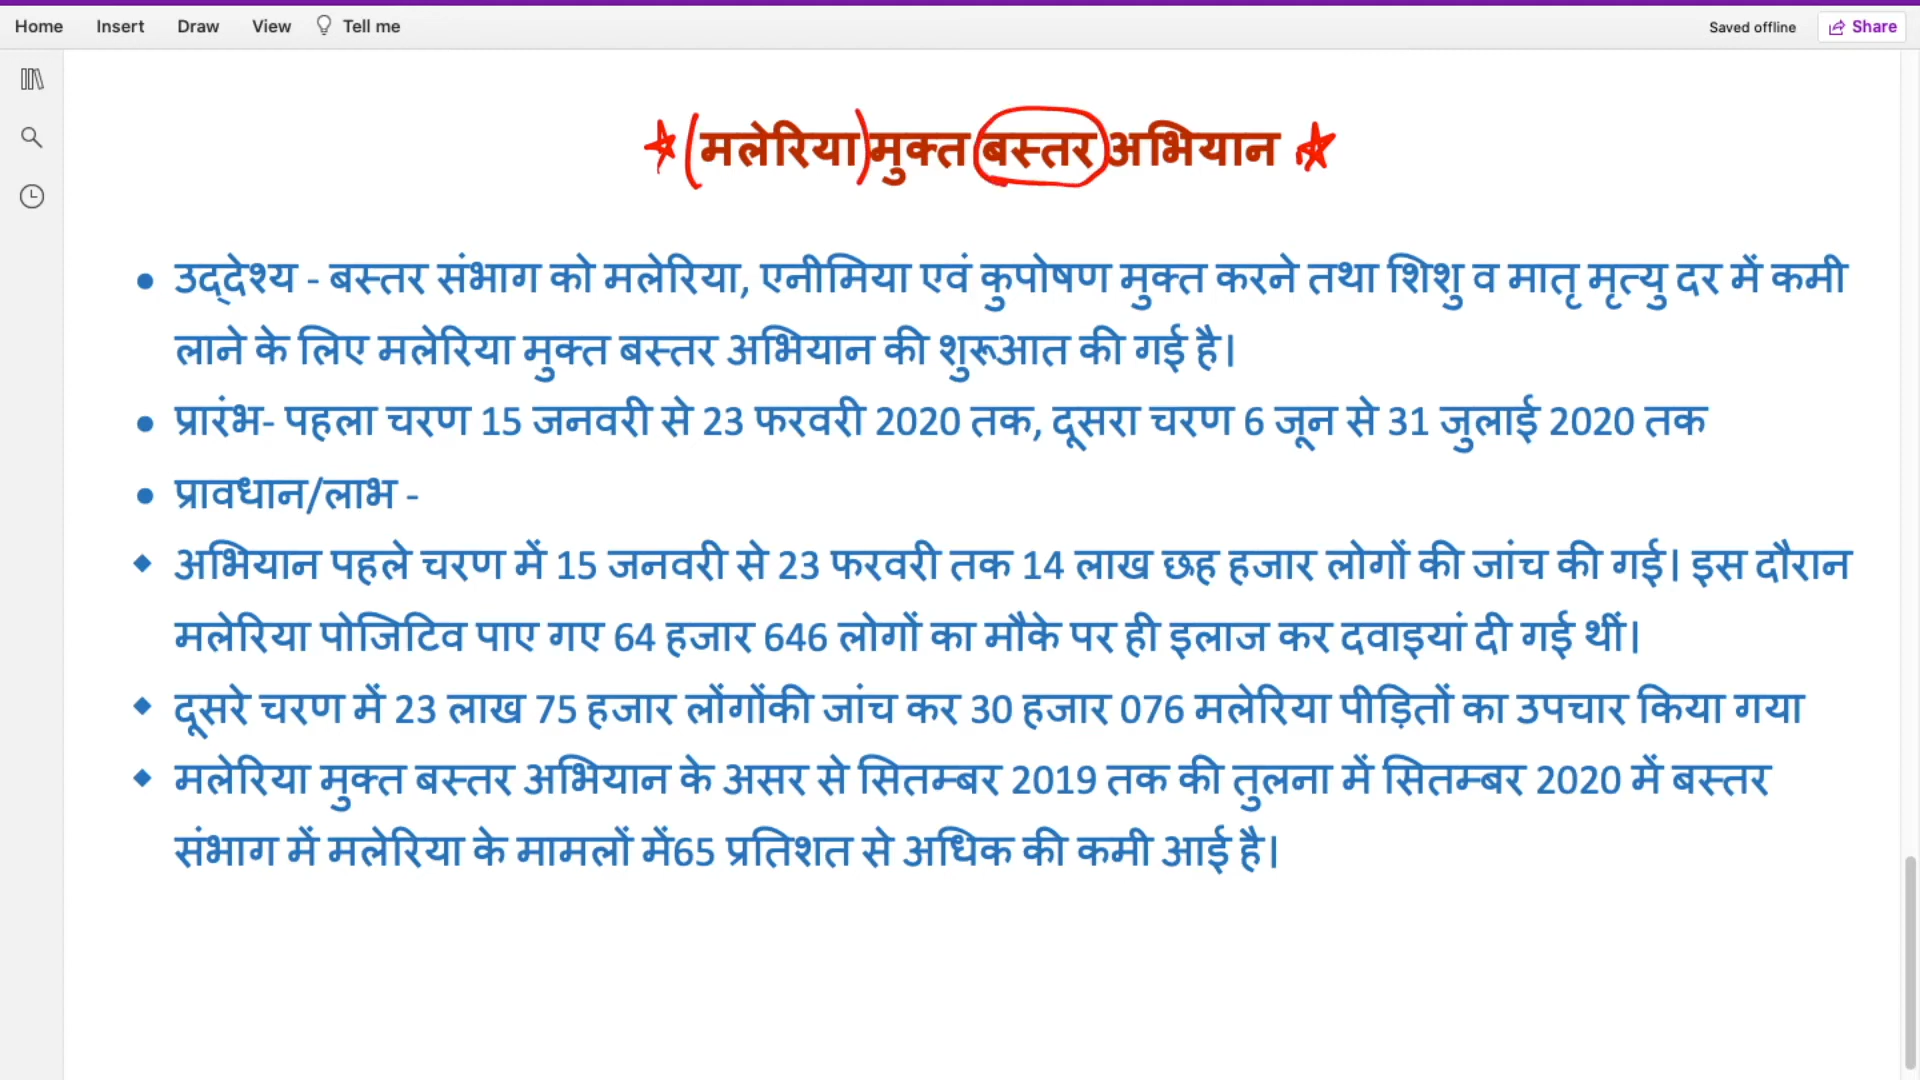 Home Insert Draw View Tell me Saved offline Share
(मलेरिया) मुक्त बस्तर अभियान
• उद्देश्य - बस्तर संभाग को मलेरिया, एनीमिया एवं कुपोषण मुक्त करने तथा शिशु व मातृ मृत्यु दर में कमी
लाने के लिए मलेरिया मुक्त बस्तर अभियान की शुरूआत की गई है।
• प्रारंभ- पहला चरण 15 जनवरी से 23 फरवरी 2020 तक, दूसरा चरण 6 जून से 31 जुलाई 2020 तक
• प्रावधान/लाभ -
◆ अभियान पहले चरण में 15 जनवरी से 23 फरवरी तक 14 लाख छह हजार लोगों की जांच की गई। इस दौरान
मलेरिया पोजिटिव पाए गए 64 हजार 646 लोगों का मौके पर ही इलाज कर दवाइयां दी गई थीं।
◆ दूसरे चरण में 23 लाख 75 हजार लोंगोंकी जांच कर 30 हजार 076 मलेरिया पीड़ितों का उपचार किया गया
◆ मलेरिया मुक्त बस्तर अभियान के असर से सितम्बर 2019 तक की तुलना में सितम्बर 2020 में बस्तर
संभाग में मलेरिया के मामलों में65 प्रतिशत से अधिक की कमी आई है।